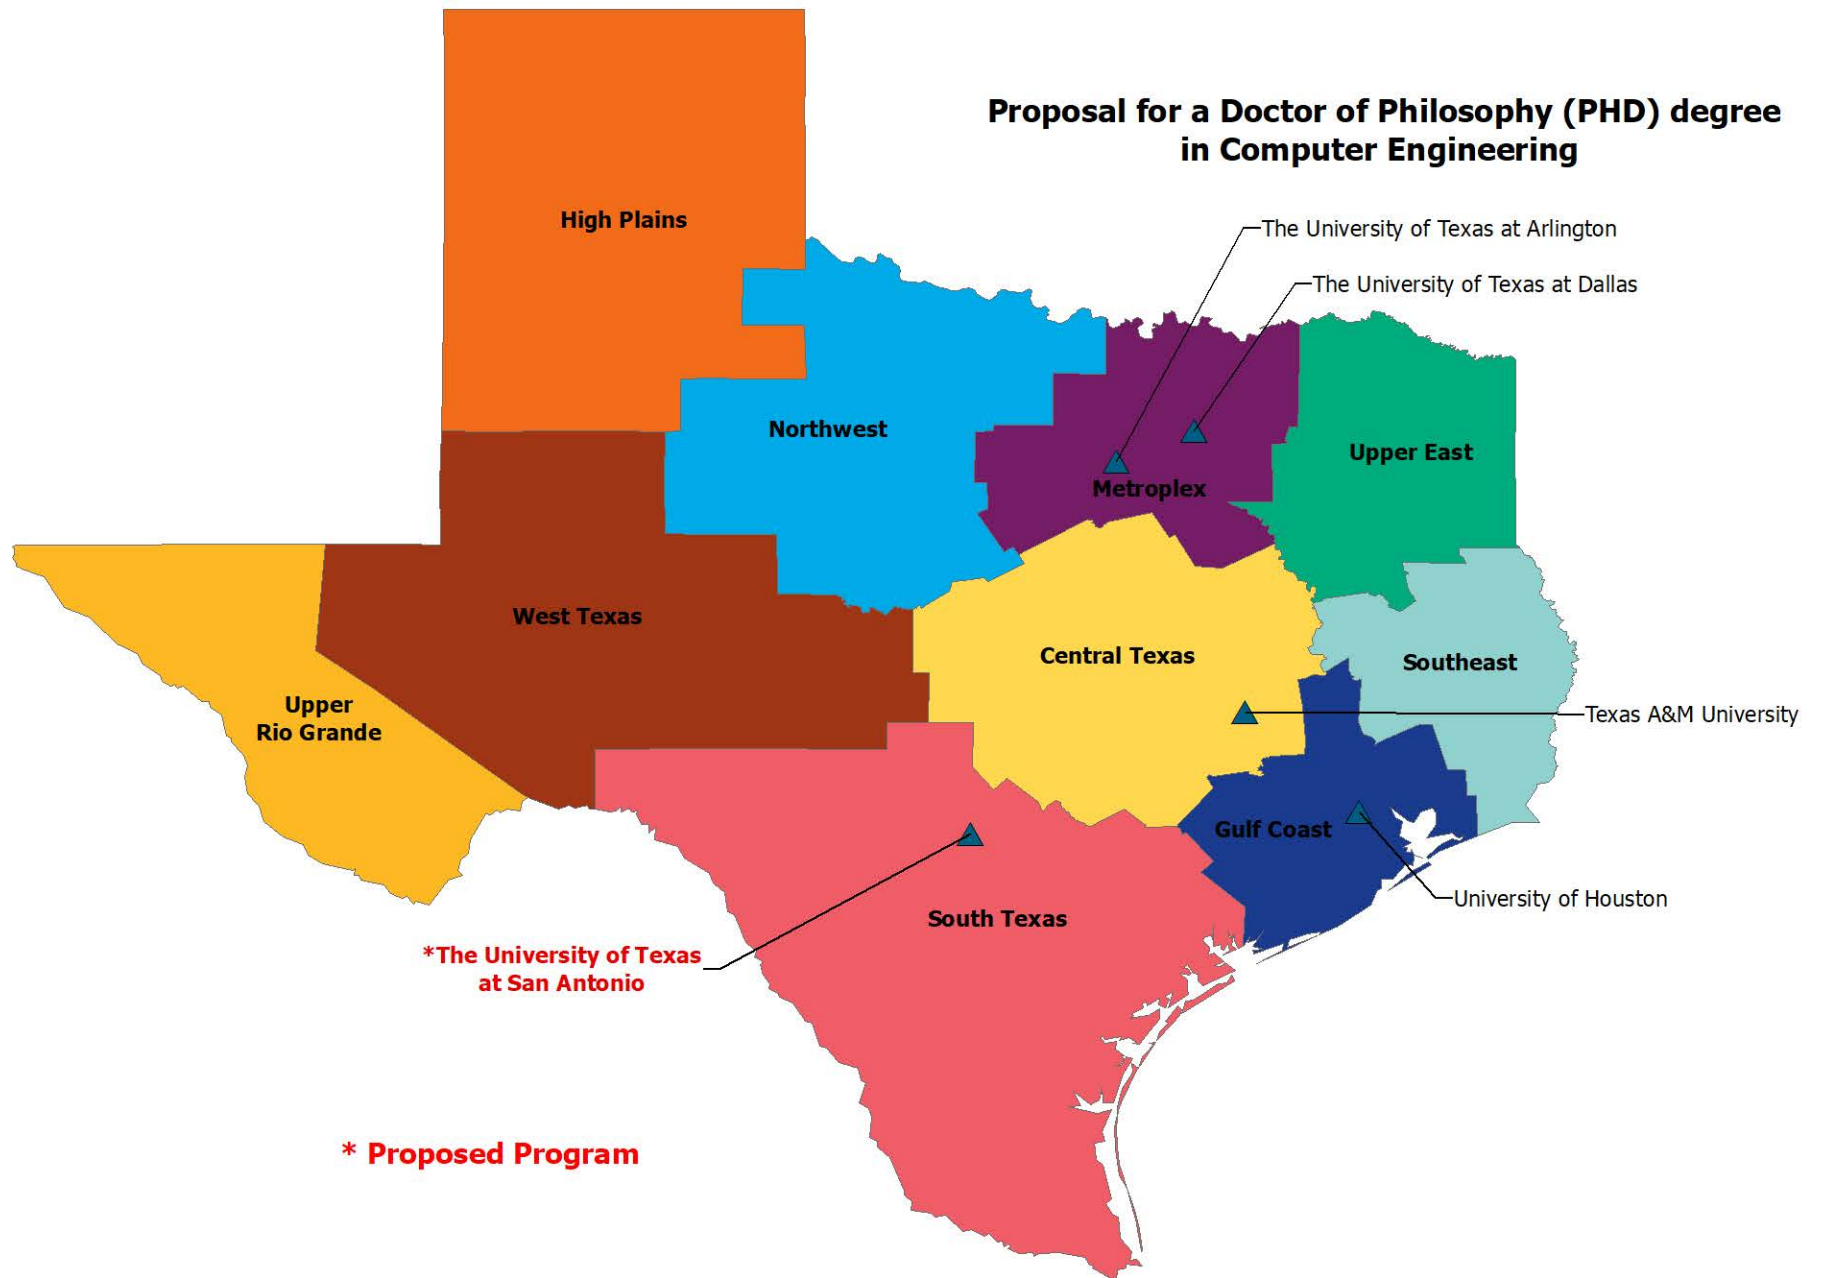 Proposal for a Doctor of Philosophy (PHD) degree
in Computer Engineering
High Plains
The University of Texas at Arlington
The University of Texas at Dallas
Northwest
Upper East
Metroplex
West Texas
Central Texas
Southeast
Upper
Rio Grande
Texas A&M University
Gulf Coast
University of Houston
South Texas
*The University of Texas
at San Antonio
* Proposed Program